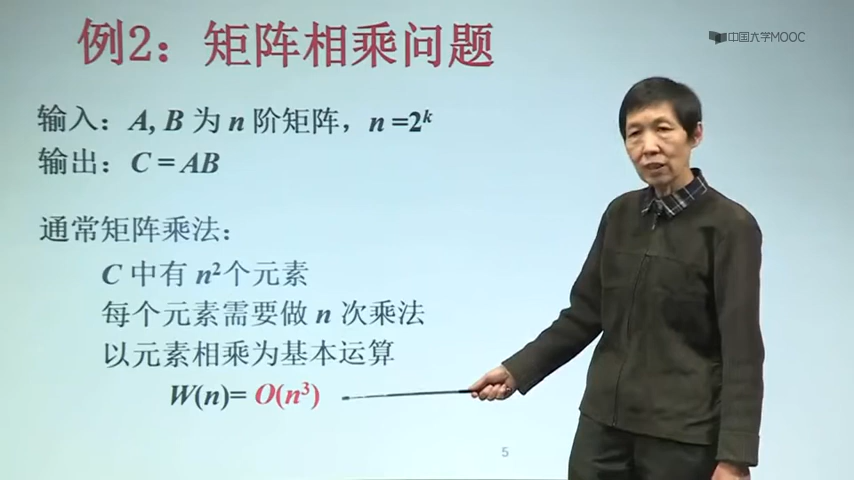 例2：矩阵相乘问题
中国大学MOOC
输入：A, B 为 n 阶矩阵，n =2ᵏ
输出：C = AB
通常矩阵乘法：
C 中有 n²个元素
每个元素需要做 n 次乘法
以元素相乘为基本运算
W(n)= O(n³)
5